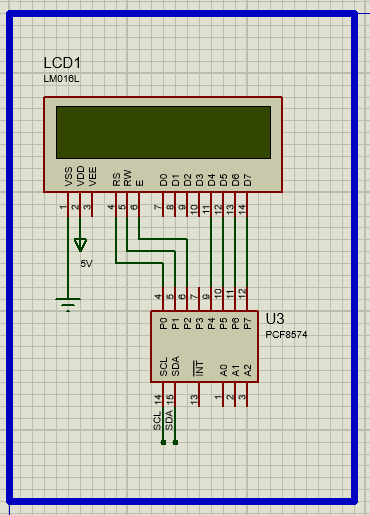 LCD1
LM016L
VSS VDD VEE RS RW E D0 D1 D2 D3 D4 D5 D6 D7
1 2 3 4 5 6 7 8 9 10 11 12 13 14
5V
4 5 6 7 9 10 11 12
P0 P1 P2 P3 P4 P5 P6 P7
U3
PCF8574
SCL SDA INT A0 A1 A2
14 15 13 1 2 3
SCL SDA